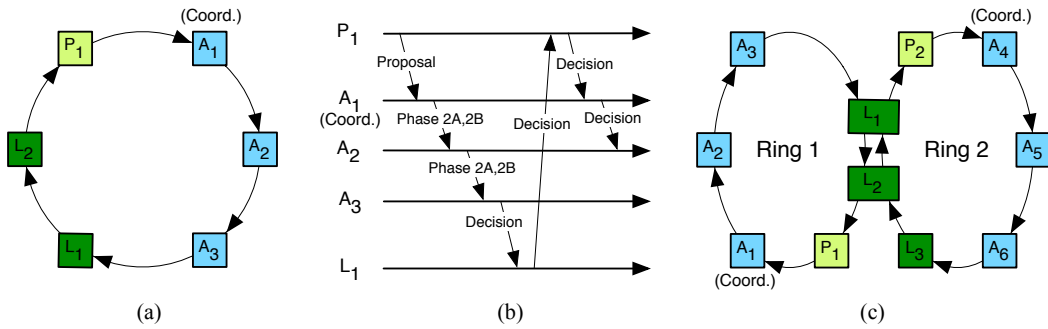 (Coord.)
P1
A1
L2
A2
L1
A3
(a)
P1
Proposal
Decision
A1
(Coord.)
Phase 2A,2B
Decision
Decision
A2
Phase 2A,2B
A3
Decision
L1
(b)
(Coord.)
A3
P2
A4
L1
A2
Ring 1
Ring 2
A5
L2
A1
P1
L3
A6
(Coord.)
(c)